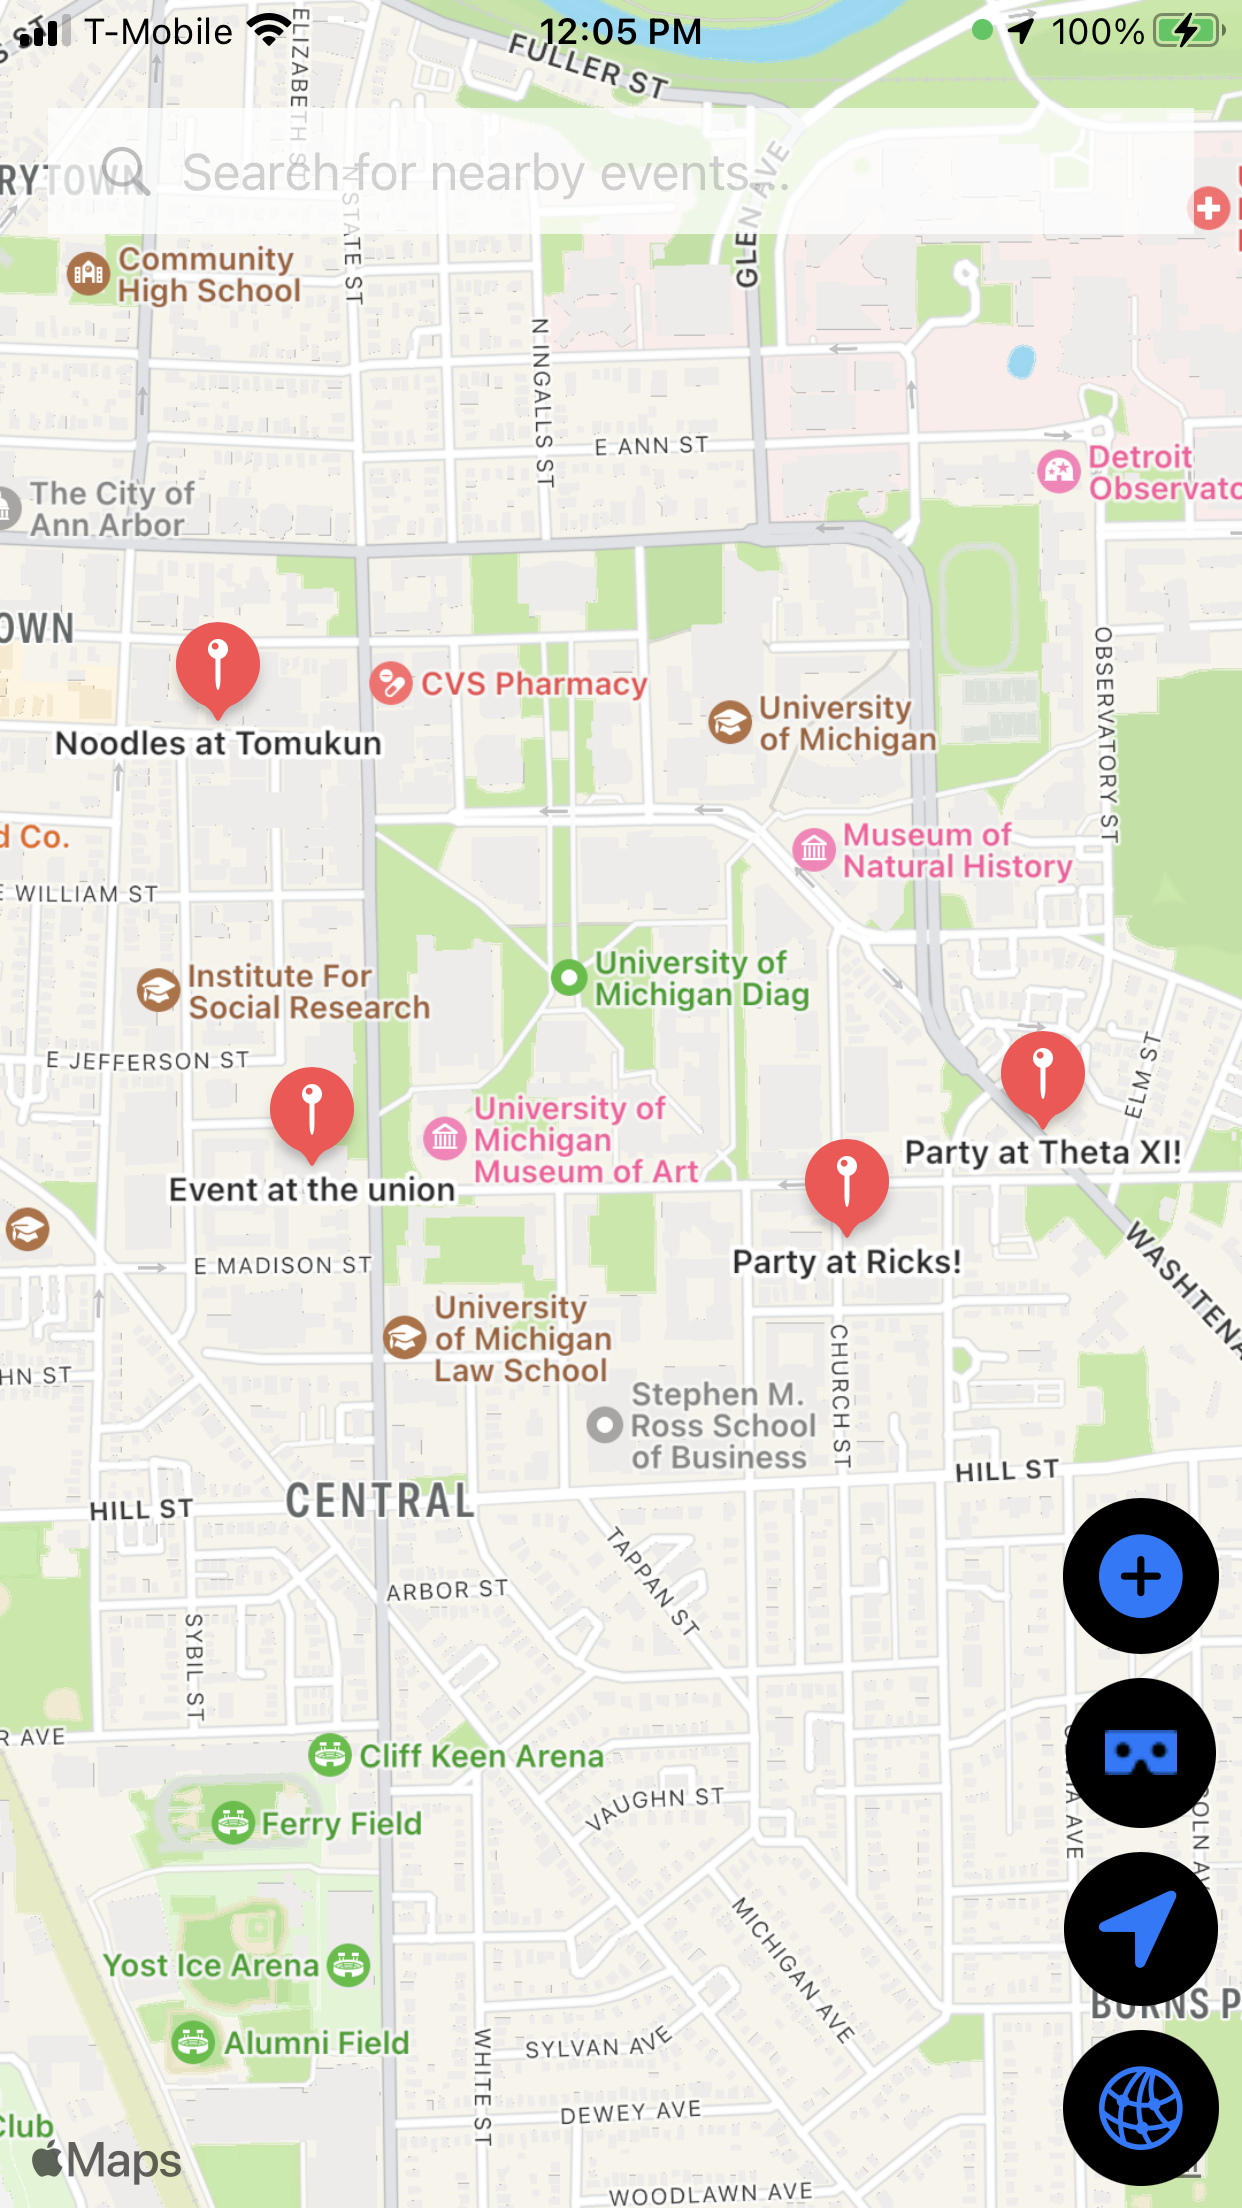 T-Mobile
12:05 PM
100%
ELIZABETH ST
FULLER ST
Search for nearby events...
N STATE ST
GLEN AVE
Community
High School
N INGALLS ST
E ANN ST
Detroit
The City of
Ann Arbor
CVS Pharmacy
Noodles at Tomukun
University
of Michigan
OBSERVATORY ST
Museum of
Natural History
d Co.
E WILLIAM ST
University of
Michigan Diag
Institute For
Social Research
E JEFFERSON ST
ELM ST
University of
Michigan
Museum of Art
Party at Theta XI!
Event at the union
Party at Ricks!
E MADISON ST
WASHTENA
University
of Michigan
Law School
HN ST
CHURCH ST
Stephen M.
Ross School
of Business
HILL ST
HILL ST
CENTRAL
ARBOR ST
TAPPAN ST
SYBIL ST
R AVE
Cliff Keen Arena
VAUGHN ST
Ferry Field
MICHIGAN AVE
Yost Ice Arena
BURNS P
Alumni Field
WHITE ST
SYLVAN AVE
DEWEY AVE
Club
Maps
WOODLAWN AVE